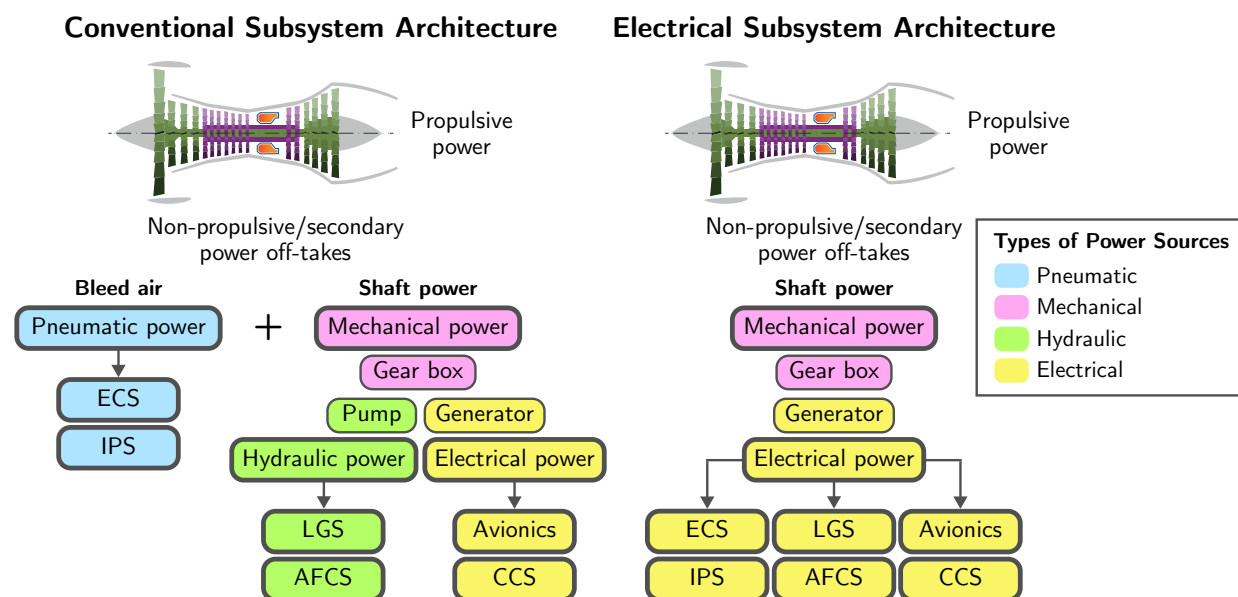 Conventional Subsystem Architecture
Propulsive
power
Non-propulsive/secondary
power off-takes
Bleed air
Shaft power
Pneumatic power
+
Mechanical power
Gear box
ECS
IPS
Pump
Generator
Hydraulic power
Electrical power
LGS
AFCS
Avionics
CCS
Electrical Subsystem Architecture
Propulsive
power
Non-propulsive/secondary
power off-takes
Shaft power
Mechanical power
Gear box
Generator
Electrical power
ECS
LGS
Avionics
IPS
AFCS
CCS
Types of Power Sources
Pneumatic
Mechanical
Hydraulic
Electrical